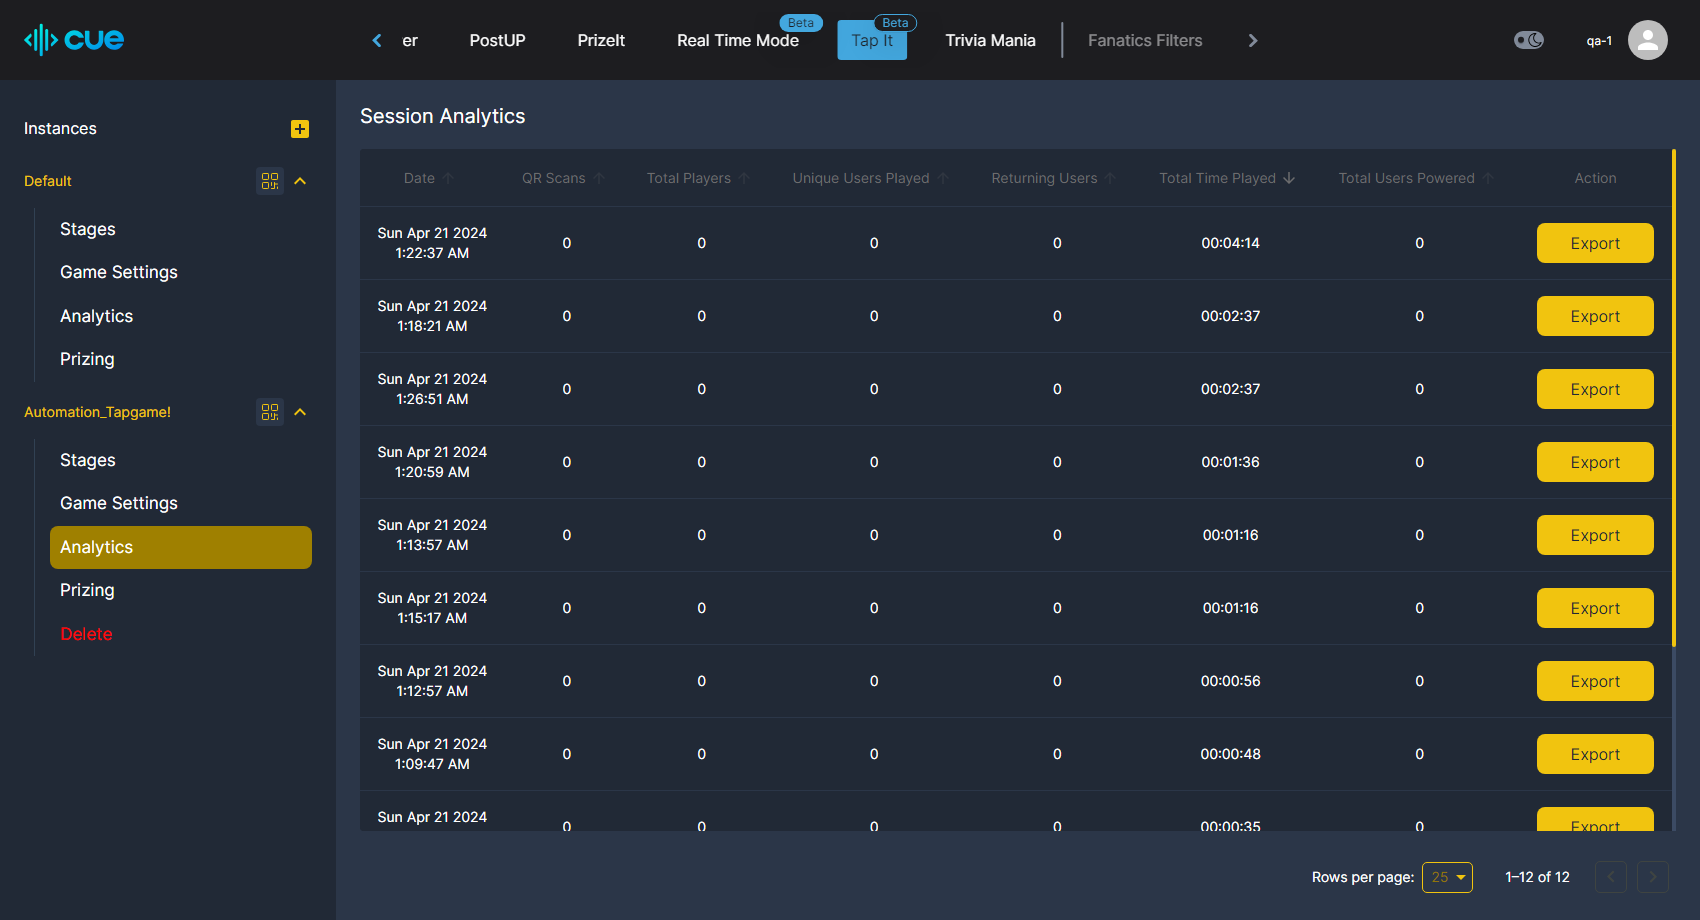 cue
er
PostUP
PrizeIt
Real Time Mode
Beta
Tap It
Beta
Trivia Mania
Fanatics Filters
qa-1
Instances
Default
Stages
Game Settings
Analytics
Prizing
Automation_Tapgame!
Stages
Game Settings
Analytics
Prizing
Delete
Session Analytics
Date QR Scans Total Players Unique Users Played Returning Users Total Time Played Total Users Powered Action
Sun Apr 21 2024
1:22:37 AM
0 0 0 0 00:04:14 0 Export
Sun Apr 21 2024
1:18:21 AM
0 0 0 0 00:02:37 0 Export
Sun Apr 21 2024
1:26:51 AM
0 0 0 0 00:02:37 0 Export
Sun Apr 21 2024
1:20:59 AM
0 0 0 0 00:01:36 0 Export
Sun Apr 21 2024
1:13:57 AM
0 0 0 0 00:01:16 0 Export
Sun Apr 21 2024
1:15:17 AM
0 0 0 0 00:01:16 0 Export
Sun Apr 21 2024
1:12:57 AM
0 0 0 0 00:00:56 0 Export
Sun Apr 21 2024
1:09:47 AM
0 0 0 0 00:00:48 0 Export
Sun Apr 21 2024
0 0 0 0 00:00:35 0 Export
Rows per page: 25 1–12 of 12